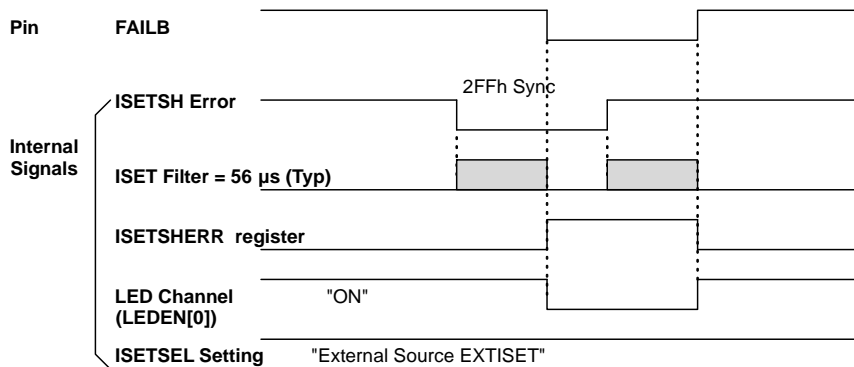 Pin FAILB
2FFh Sync
ISETSH Error
Internal
Signals
ISET Filter = 56 µs (Typ)
ISETSHERR register
LED Channel "ON"
(LEDEN[0])
ISETSEL Setting "External Source EXTISET"